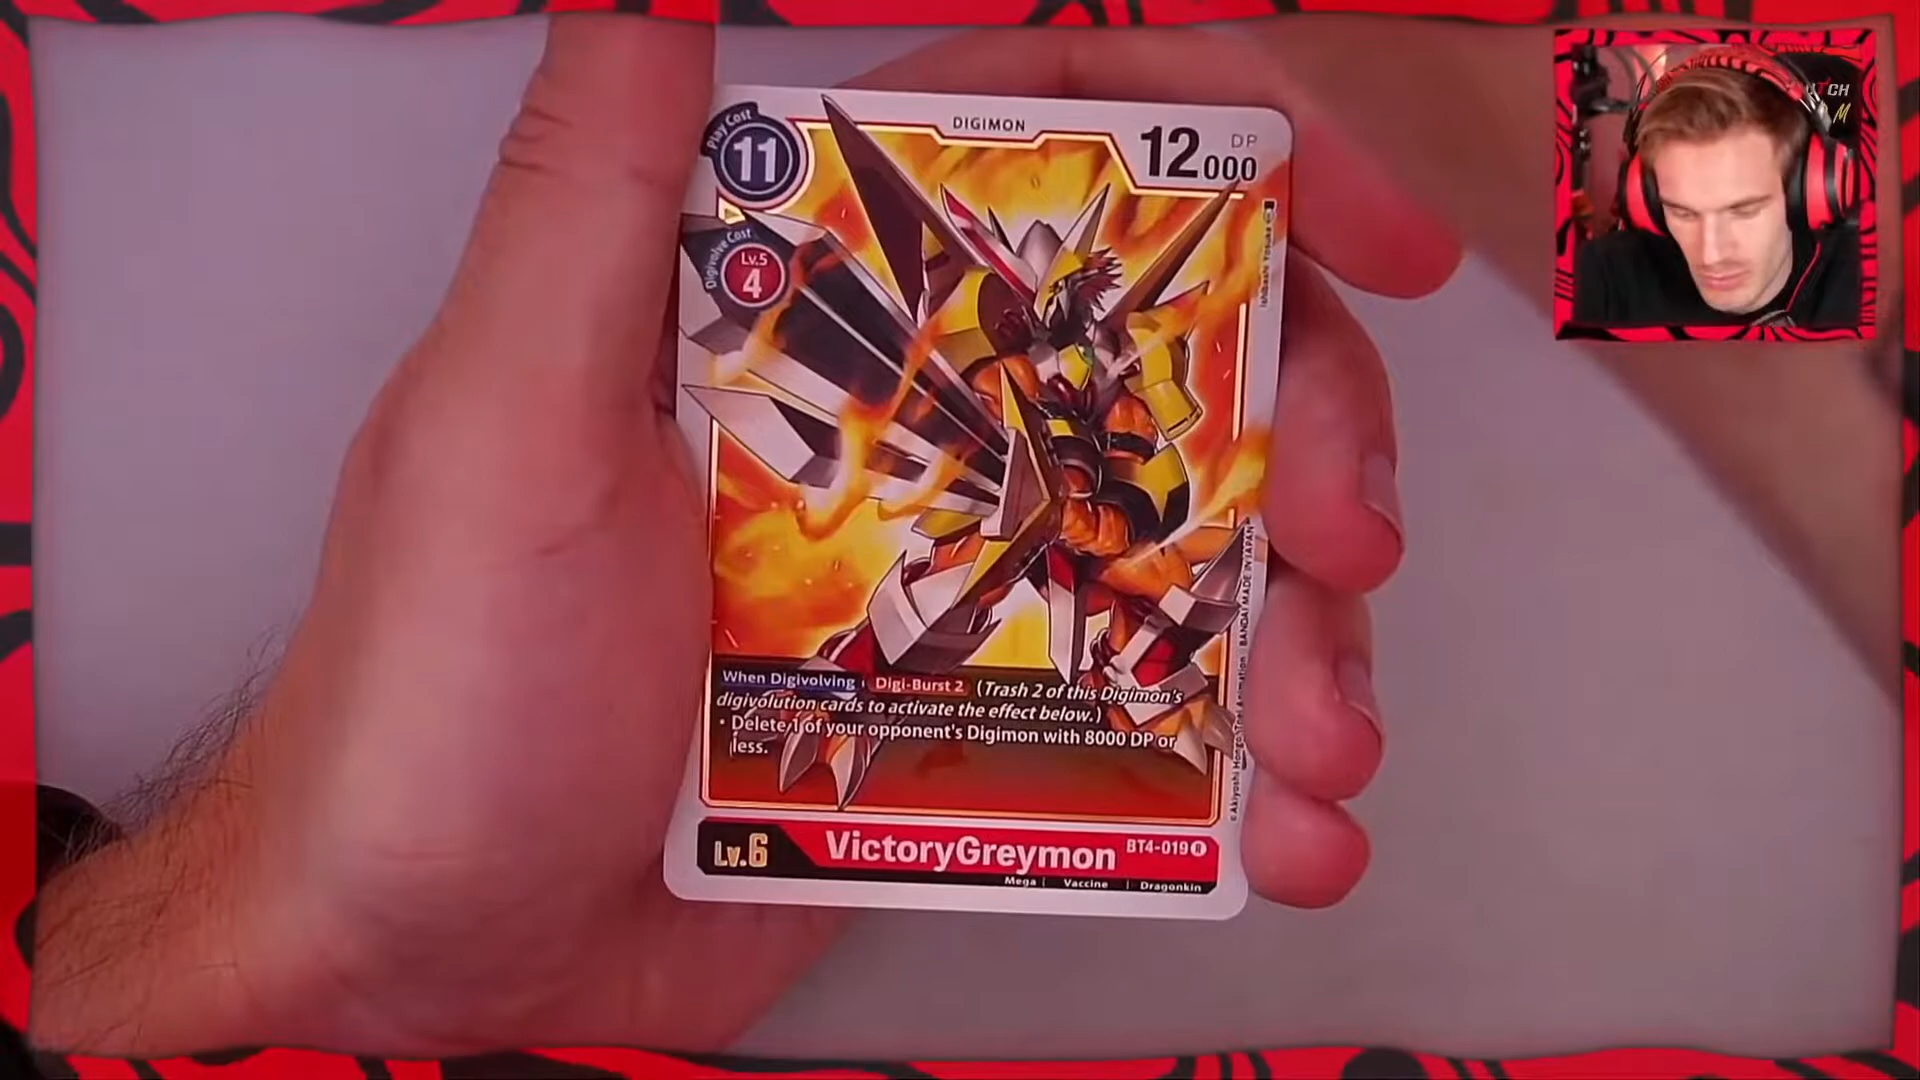 Play Cost
11
DIGIMON
12000
DP
Digivolve Cost
Lv.5
4
When Digivolving Digi-Burst 2 (Trash 2 of this Digimon's
digivolution cards to activate the effect below.)
• Delete 1 of your opponent's Digimon with 8000 DP or
less.
Lv.6
VictoryGreymon
BT4-019 R
Mega | Vaccine | Dragonkin
Ishibashi Yosuke
BANDAI MADE IN JAPAN